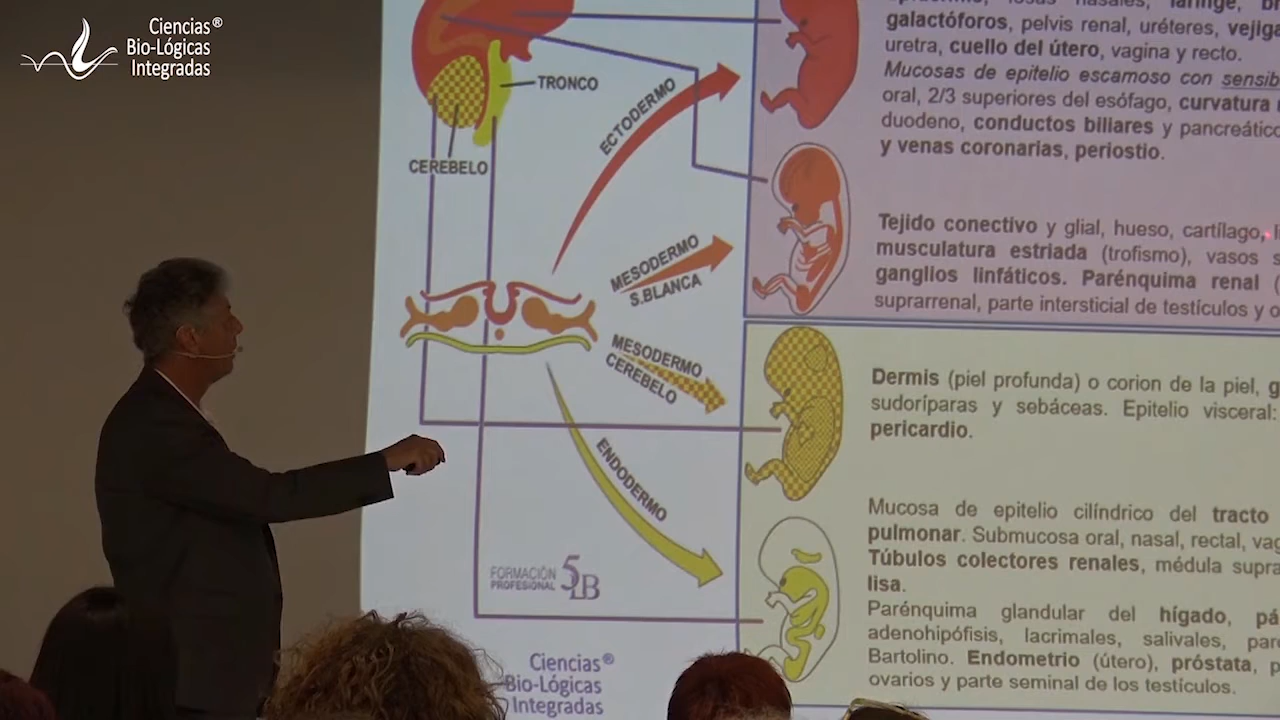 Ciencias®
Bio-Lógicas
Integradas
TRONCO
CEREBELO
ECTODERMO
MESODERMO
S.BLANCA
MESODERMO
CEREBELO
ENDODERMO
FORMACIÓN
PROFESIONAL
5LB
Ciencias®
Bio-Lógicas
Integradas
galactóforos, pelvis renal, uréteres,
uretra, cuello del útero, vagina y recto.
Mucosas de epitelio escamoso con
oral, 2/3 superiores del esófago, curvatura
duodeno, conductos biliares y
y venas coronarias, periostio.
Tejido conectivo y glial, hueso, cartílago,
musculatura estriada (trofismo), vasos
ganglios linfáticos. Parénquima renal (
suprarrenal, parte intersticial de testículos y
Dermis (piel profunda) o corion de la piel,
sudoríparas y sebáceas. Epitelio visceral:
pericardio.
Mucosa de epitelio cilíndrico del tracto
pulmonar. Submucosa oral, nasal, rectal,
Túbulos colectores renales, médula
lisa.
Parénquima glandular del hígado,
adenohipófisis, lacrimales, salivales,
Bartolino. Endometrio (útero), próstata,
ovarios y parte seminal de los testículos.